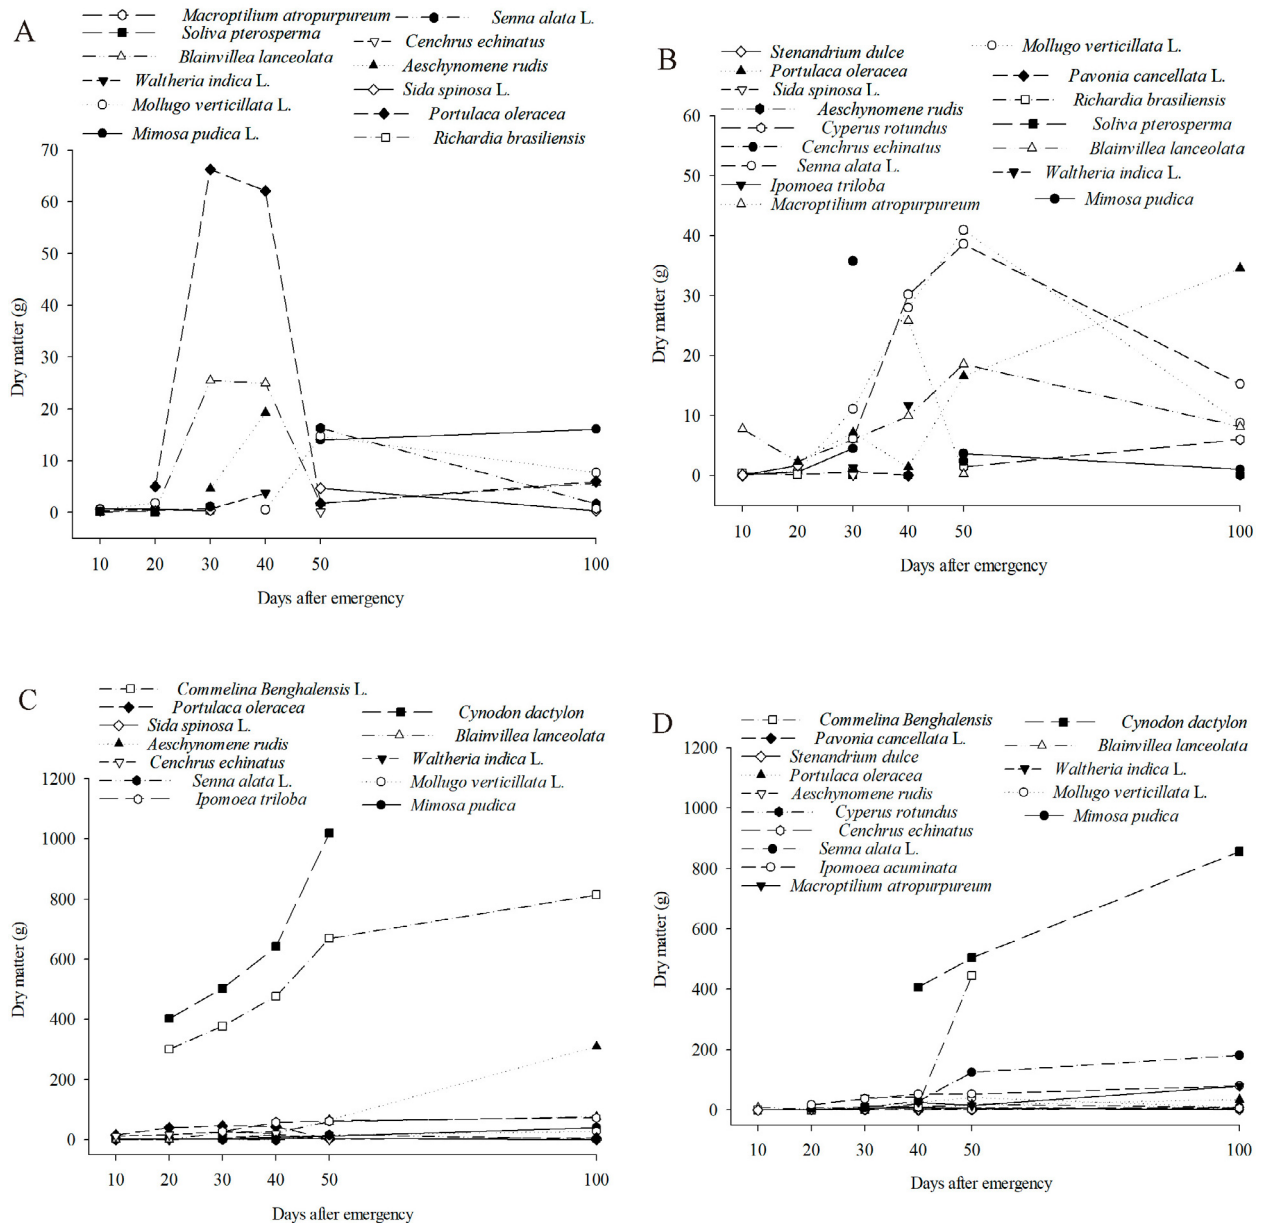 A
Macroptilium atropurpureum
Soliva pterosperma
Blainvillea lanceolata
Waltheria indica L.
Mollugo verticillata L.
Mimosa pudica L.
Senna alata L.
Cenchrus echinatus
Aeschynomene rudis
Sida spinosa L.
Portulaca oleracea
Richardia brasiliensis
Dry matter (g)
70
60
50
40
30
20
10
0
10 20 30 40 50 100
Days after emergency
B
Stenandrium dulce
Portulaca oleracea
Sida spinosa L.
Aeschynomene rudis
Cyperus rotundus
Cenchrus echinatus
Senna alata L.
Ipomoea triloba
Macroptilium atropurpureum
Mollugo verticillata L.
Pavonia cancellata L.
Richardia brasiliensis
Soliva pterosperma
Blainvillea lanceolata
Waltheria indica L.
Mimosa pudica
Dry matter (g)
60
50
40
30
20
10
0
10 20 30 40 50 100
Days after emergency
C
Commelina Benghalensis L.
Portulaca oleracea
Sida spinosa L.
Aeschynomene rudis
Cenchrus echinatus
Senna alata L.
Ipomoea triloba
Cynodon dactylon
Blainvillea lanceolata
Waltheria indica L.
Mollugo verticillata L.
Mimosa pudica
Dry matter (g)
1200
1000
800
600
400
200
0
10 20 30 40 50 100
Days after emergency
D
Commelina Benghalensis
Pavonia cancellata L.
Stenandrium dulce
Portulaca oleracea
Aeschynomene rudis
Cyperus rotundus
Cenchrus echinatus
Senna alata L.
Ipomoea acuminata
Macroptilium atropurpureum
Cynodon dactylon
Blainvillea lanceolata
Waltheria indica L.
Mollugo verticillata L.
Mimosa pudica
Dry matter (g)
1200
1000
800
600
400
200
0
10 20 30 40 50 100
Days after emergency